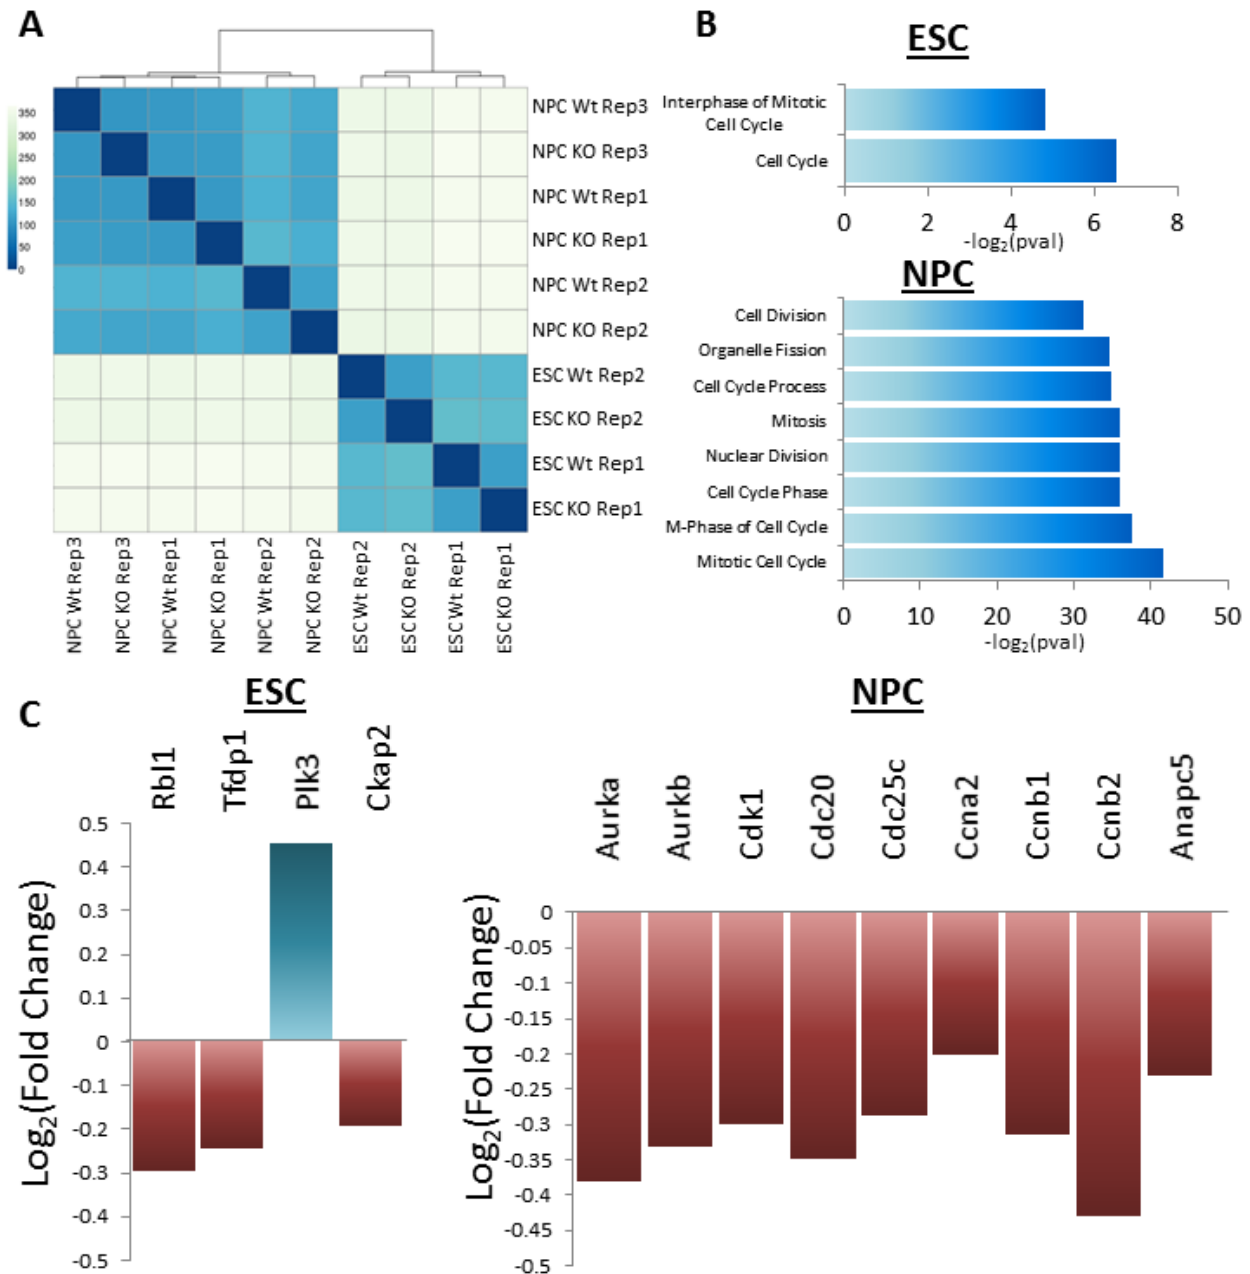 A
350
300
250
200
150
100
50
0
NPC Wt Rep3
NPC KO Rep3
NPC Wt Rep1
NPC KO Rep1
NPC Wt Rep2
NPC KO Rep2
ESC Wt Rep2
ESC KO Rep2
ESC Wt Rep1
ESC KO Rep1
NPC Wt Rep3
NPC KO Rep3
NPC Wt Rep1
NPC KO Rep1
NPC Wt Rep2
NPC KO Rep2
ESC Wt Rep2
ESC KO Rep2
ESC Wt Rep1
ESC KO Rep1
B
ESC
Interphase of Mitotic
Cell Cycle
Cell Cycle
0 2 4 6 8
-log₂(pval)
NPC
Cell Division
Organelle Fission
Cell Cycle Process
Mitosis
Nuclear Division
Cell Cycle Phase
M-Phase of Cell Cycle
Mitotic Cell Cycle
0 10 20 30 40 50
-log₂(pval)
C
ESC
Rbl1
Tfdp1
Plk3
Ckap2
Log₂(Fold Change)
0.5
0.4
0.3
0.2
0.1
0
-0.1
-0.2
-0.3
-0.4
-0.5
NPC
Aurka
Aurkb
Cdk1
Cdc20
Cdc25c
Ccna2
Ccnb1
Ccnb2
Anapc5
Log₂(Fold Change)
0
-0.05
-0.1
-0.15
-0.2
-0.25
-0.3
-0.35
-0.4
-0.45
-0.5